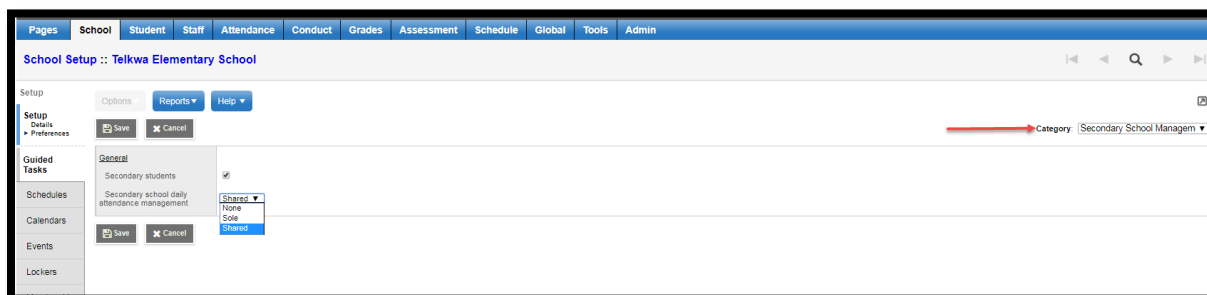 Pages School Student Staff Attendance Conduct Grades Assessment Schedule Global Tools Admin
School Setup :: Telkwa Elementary School
Setup
Options Reports Help
Setup
Details
Preferences
Save Cancel
Category: Secondary School Managem
Guided
Tasks
General
Secondary students
Schedules
Secondary school daily
attendance management
Shared
None
Sole
Shared
Calendars
Save Cancel
Events
Lockers